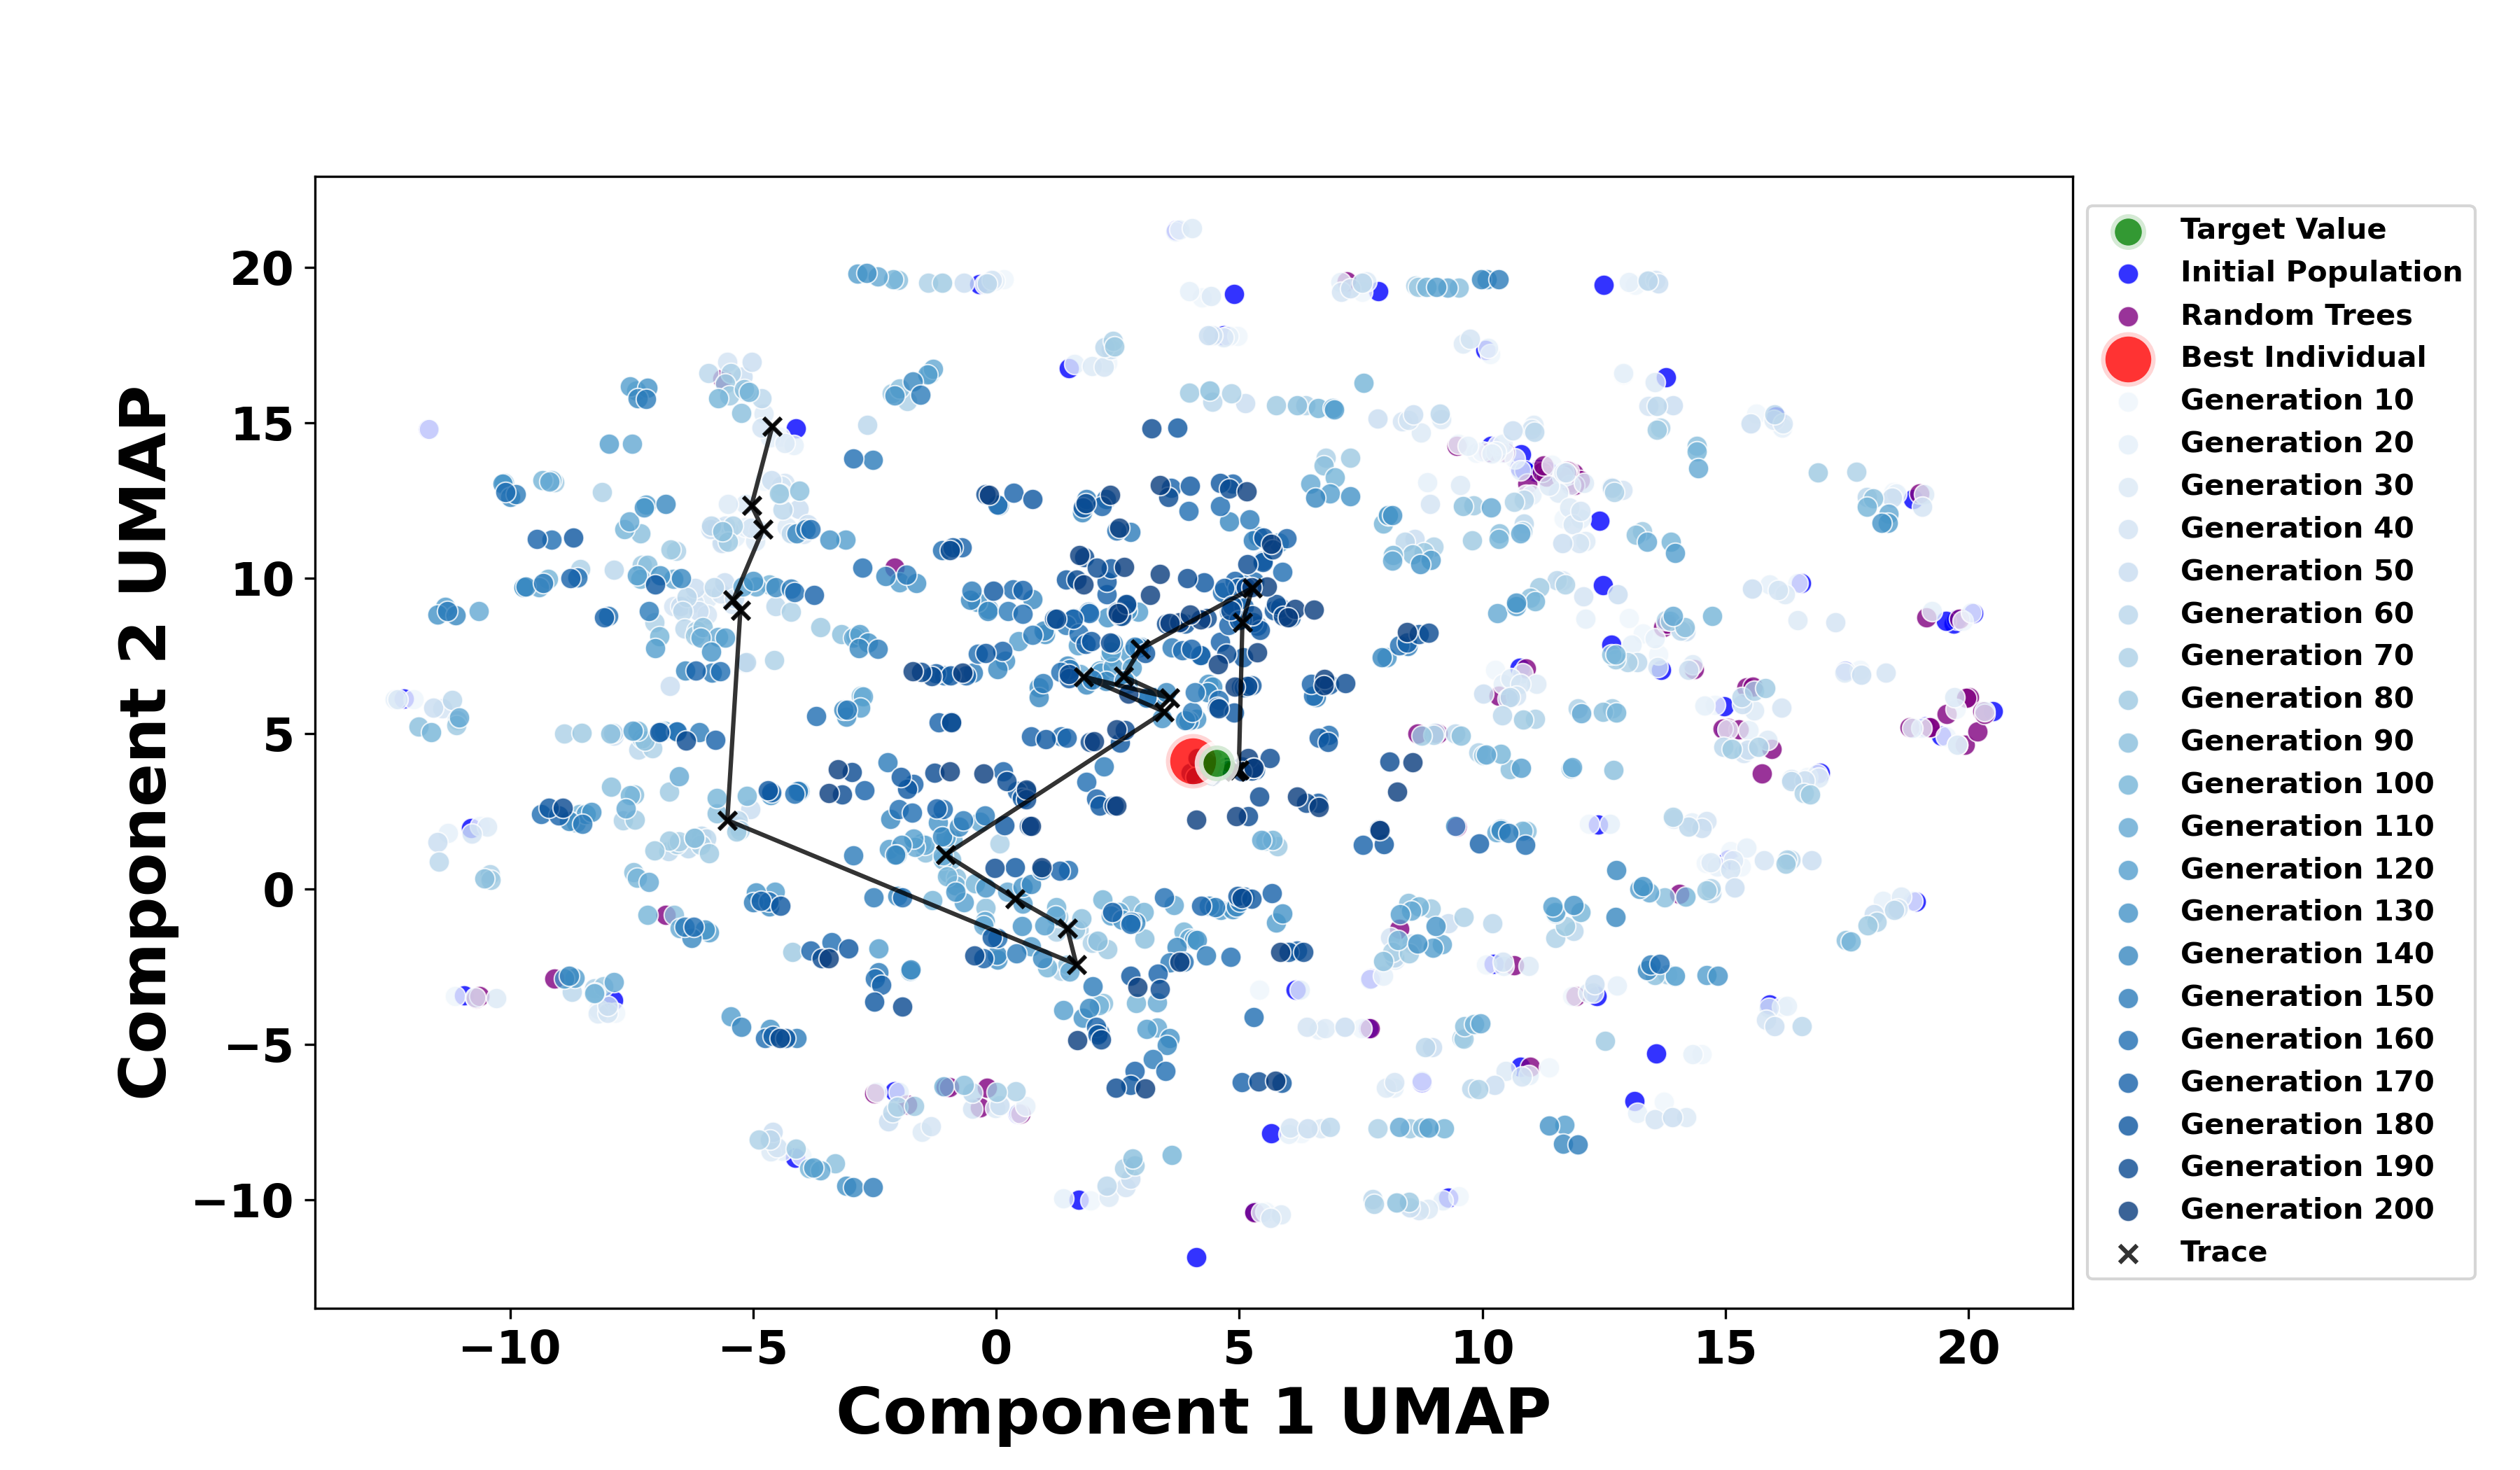 Component 2 UMAP
20
15
10
5
0
−5
−10
−10
−5
0
5
10
15
20
Component 1 UMAP
Target Value
Initial Population
Random Trees
Best Individual
Generation 10
Generation 20
Generation 30
Generation 40
Generation 50
Generation 60
Generation 70
Generation 80
Generation 90
Generation 100
Generation 110
Generation 120
Generation 130
Generation 140
Generation 150
Generation 160
Generation 170
Generation 180
Generation 190
Generation 200
Trace